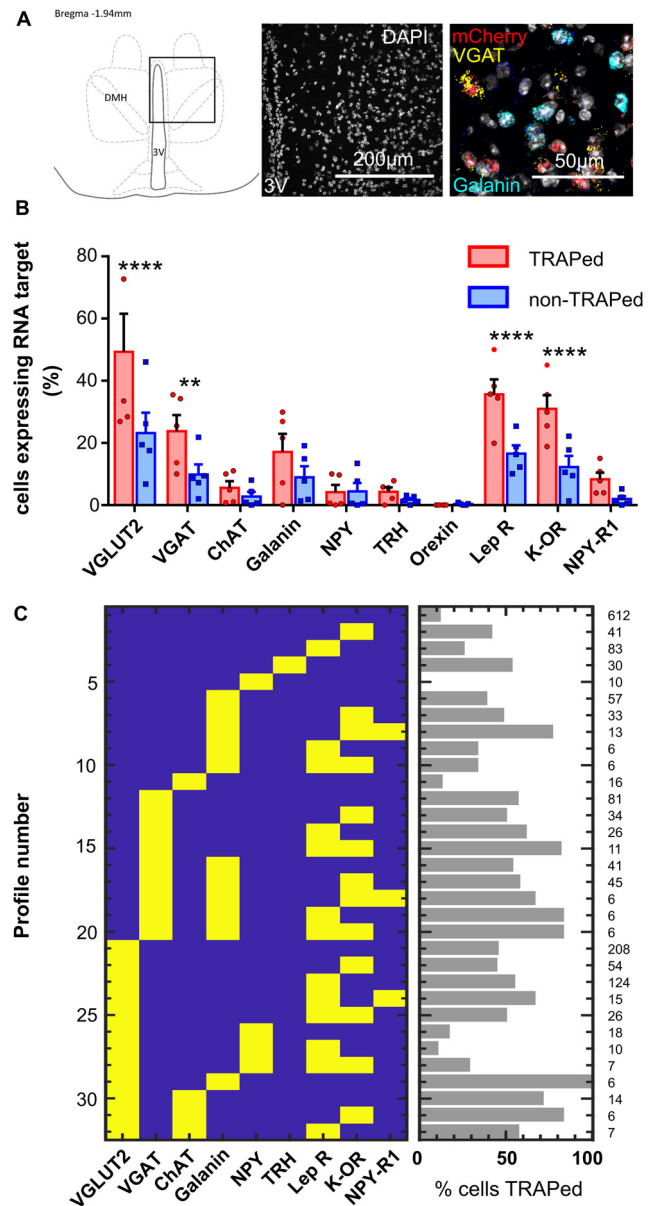 A
Bregma -1.94mm
DMH
3V
DAPI
200µm
3V
mCherry
VGAT
50µm
Galanin
B
cells expressing RNA target
(%)
80
60
40
20
0
TRAPed
non-TRAPed
****
**
****
****
VGLUT2
VGAT
ChAT
Galanin
NPY
TRH
Orexin
Lep R
K-OR
NPY-R1
C
Profile number
5
10
15
20
25
30
VGLUT2
VGAT
ChAT
Galanin
NPY
TRH
Lep R
K-OR
NPY-R1
612
41
83
30
10
57
33
13
6
6
16
81
34
26
11
41
45
6
6
6
208
54
124
15
26
18
10
7
6
14
6
7
0
50
100
% cells TRAPed